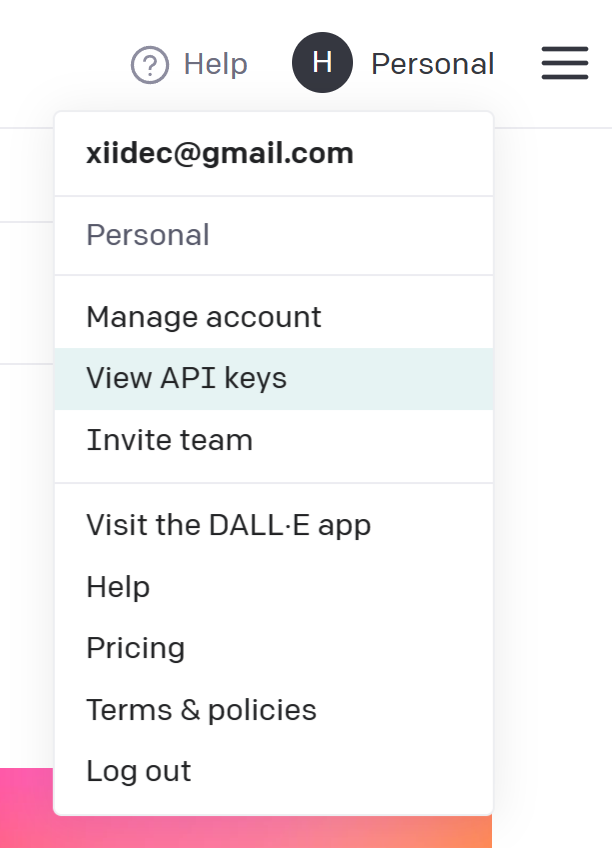 Help
H
Personal
xiidec@gmail.com
Personal
Manage account
View API keys
Invite team
Visit the DALL·E app
Help
Pricing
Terms & policies
Log out